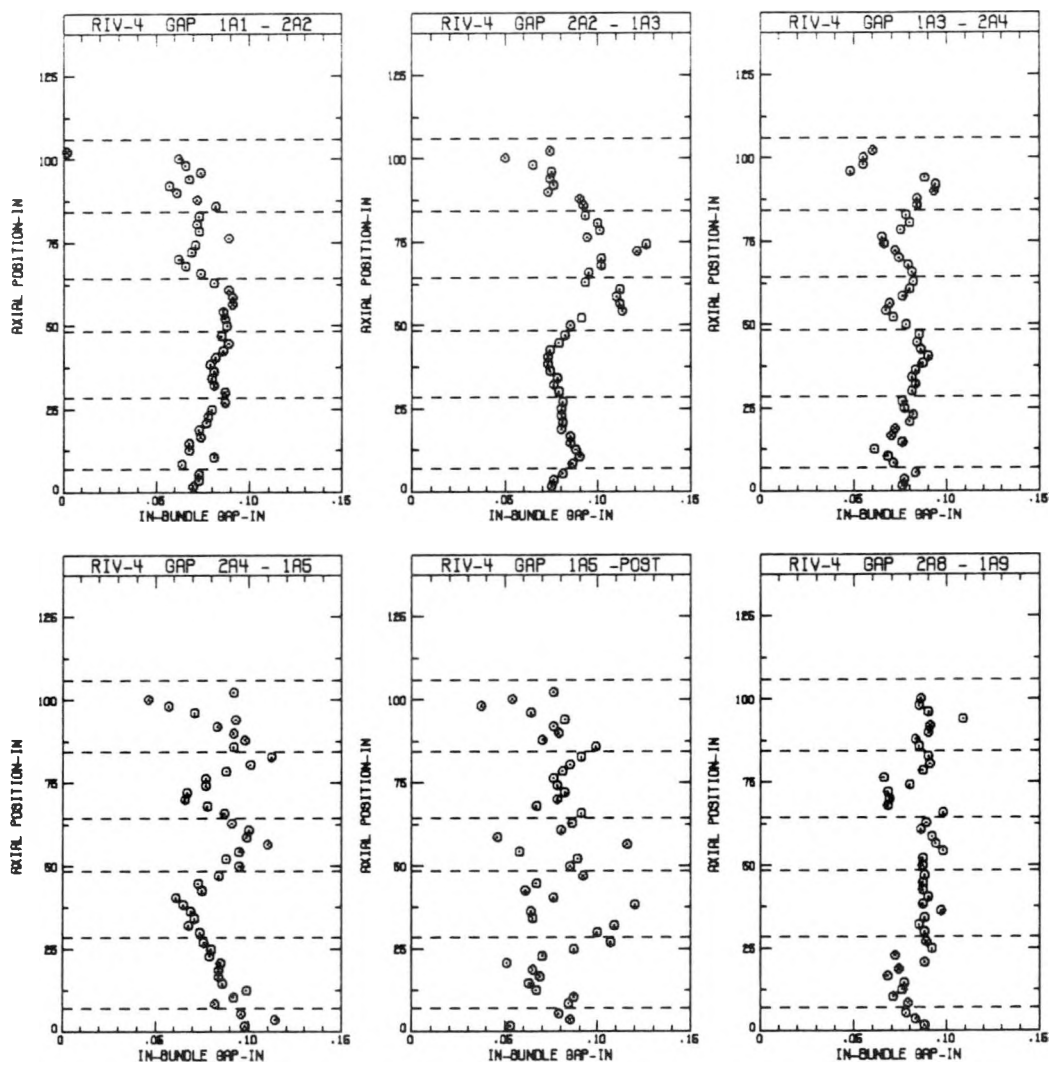 RIV-4 GAP 1A1 - 2A2
125
100
75
50
25
0
AXIAL POSITION-IN
0 .05 .10 .15
IN-BUNDLE GAP-IN
RIV-4 GAP 2A2 - 1A3
125
100
75
50
25
0
AXIAL POSITION-IN
0 .05 .10 .15
IN-BUNDLE GAP-IN
RIV-4 GAP 1A3 - 2A4
125
100
75
50
25
0
AXIAL POSITION-IN
0 .05 .10 .15
IN-BUNDLE GAP-IN
RIV-4 GAP 2A4 - 1A5
125
100
75
50
25
0
AXIAL POSITION-IN
0 .05 .10 .15
IN-BUNDLE GAP-IN
RIV-4 GAP 1A5 -POST
125
100
75
50
25
0
AXIAL POSITION-IN
0 .05 .10 .15
IN-BUNDLE GAP-IN
RIV-4 GAP 2A8 - 1A9
125
100
75
50
25
0
AXIAL POSITION-IN
0 .05 .10 .15
IN-BUNDLE GAP-IN